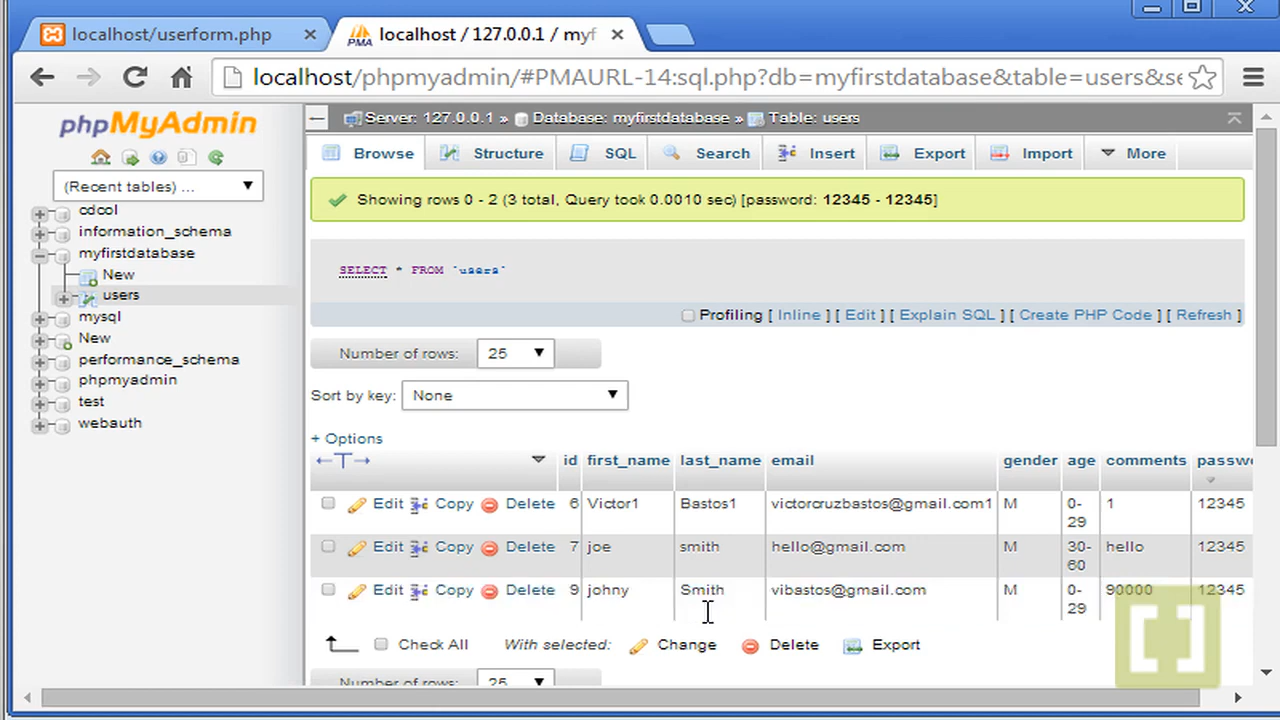 localhost/userform.php
PMA localhost / 127.0.0.1 / myf
localhost/phpmyadmin/#PMAURL-14:sql.php?db=myfirstdatabase&table=users&se
phpMyAdmin
(Recent tables) ...
cdcol
information_schema
myfirstdatabase
New
users
mysql
New
performance_schema
phpmyadmin
test
webauth
Server: 127.0.0.1 » Database: myfirstdatabase » Table: users
Browse Structure SQL Search Insert Export Import More
Showing rows 0 - 2 (3 total, Query took 0.0010 sec) [password: 12345 - 12345]
SELECT * FROM `users`
Profiling [ Inline ] [ Edit ] [ Explain SQL ] [ Create PHP Code ] [ Refresh ]
Number of rows: 25
Sort by key: None
+ Options
←T→ id first_name last_name email gender age comments passw
Edit Copy Delete 6 Victor1 Bastos1 victorcruzbastos@gmail.com1 M 0-29 1 12345
Edit Copy Delete 7 joe smith hello@gmail.com M 30-60 hello 12345
Edit Copy Delete 9 johny Smith vibastos@gmail.com M 0-29 90000 12345
Check All With selected: Change Delete Export
Number of rows: 25